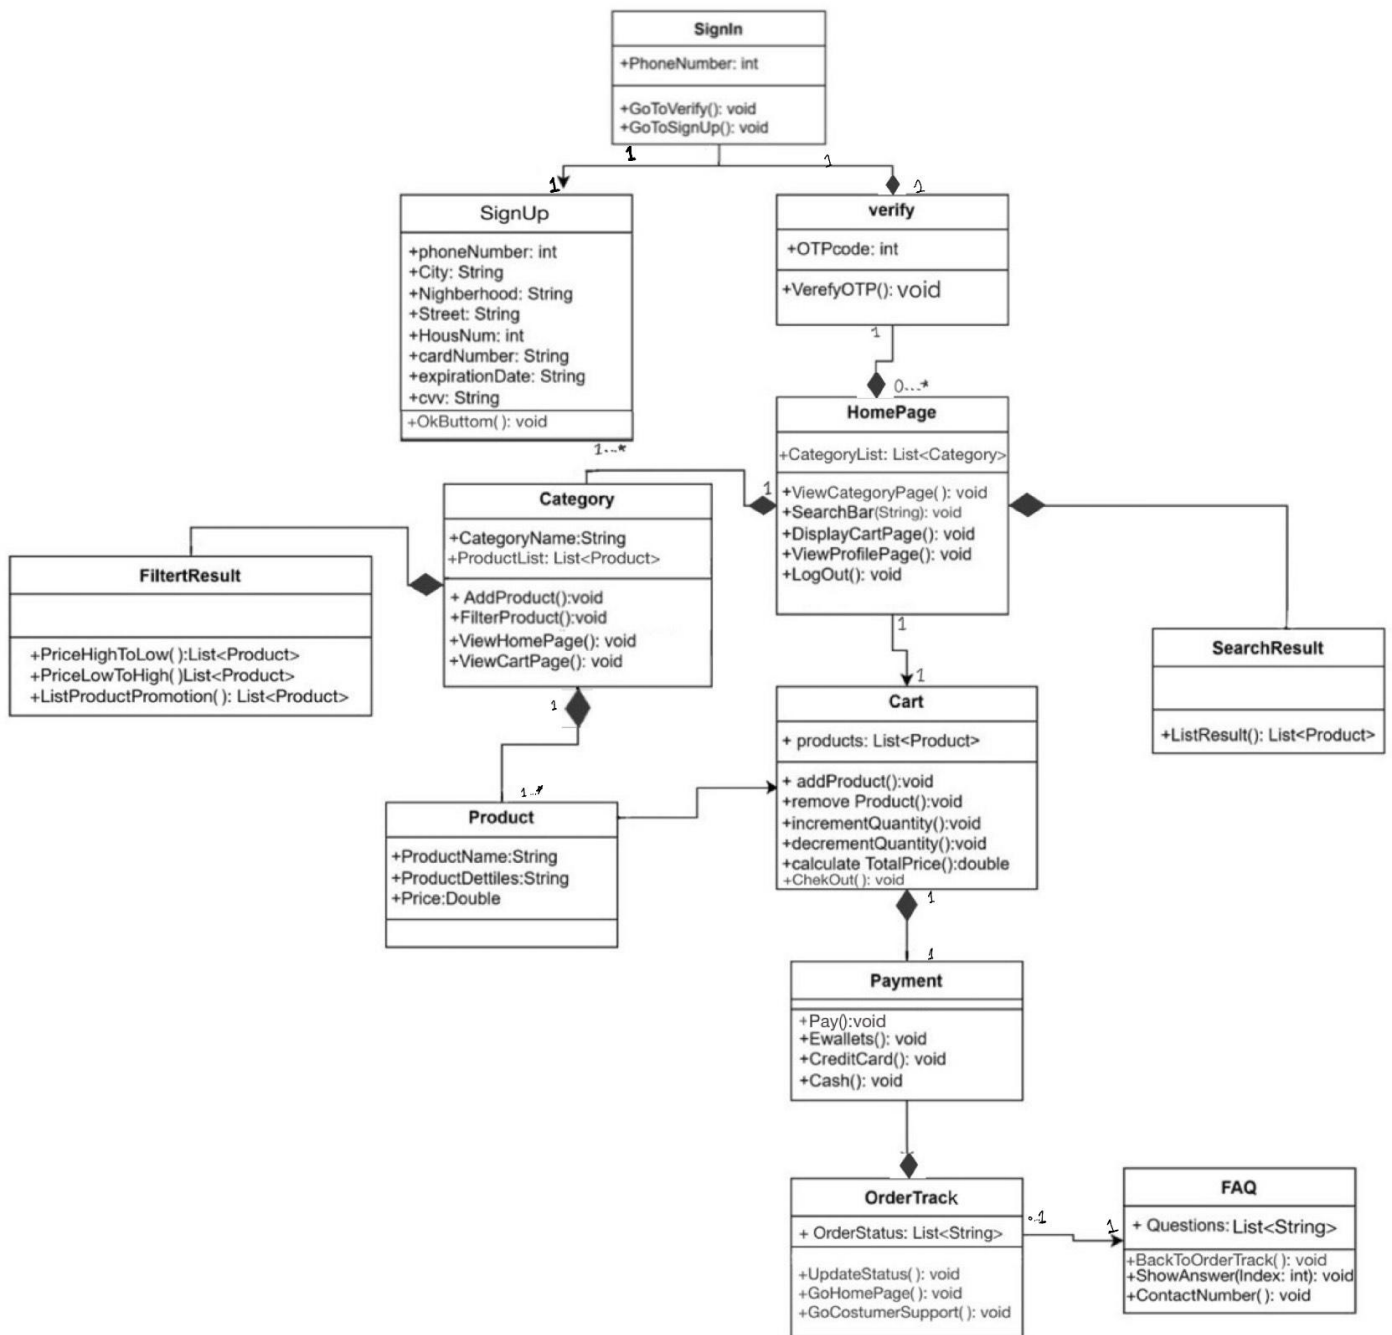 SignIn
+PhoneNumber: int
+GoToVerify(): void
+GoToSignUp(): void
1
1
1
SignUp
+phoneNumber: int
+City: String
+Nighberhood: String
+Street: String
+HousNum: int
+cardNumber: String
+expirationDate: String
+cvv: String
+OkButtom( ): void
verify
+OTPcode: int
+VerefyOTP(): void
1
0...*
HomePage
+CategoryList: List<Category>
+ViewCategoryPage( ): void
+SearchBar(String): void
+DisplayCartPage(): void
+ViewProfilePage(): void
+LogOut(): void
1...*
1
Category
+CategoryName:String
+ProductList: List<Product>
+ AddProduct():void
+FilterProduct():void
+ViewHomePage(): void
+ViewCartPage(): void
FiltertResult
+PriceHighToLow( ):List<Product>
+PriceLowToHigh( )List<Product>
+ListProductPromotion( ): List<Product>
SearchResult
+ListResult(): List<Product>
1
1
Cart
+ products: List<Product>
+ addProduct():void
+remove Product():void
+incrementQuantity():void
+decrementQuantity():void
+calculate TotalPrice():double
+ChekOut( ): void
1
1...*
Product
+ProductName:String
+ProductDettiles:String
+Price:Double
1
1
Payment
+Pay():void
+Ewallets(): void
+CreditCard(): void
+Cash(): void
OrderTrack
+ OrderStatus: List<String>
+UpdateStatus( ): void
+GoHomePage( ): void
+GoCostumerSupport( ): void
1
FAQ
+ Questions: List<String>
+BackToOrderTrack( ): void
+ShowAnswer(Index: int): void
+ContactNumber( ): void